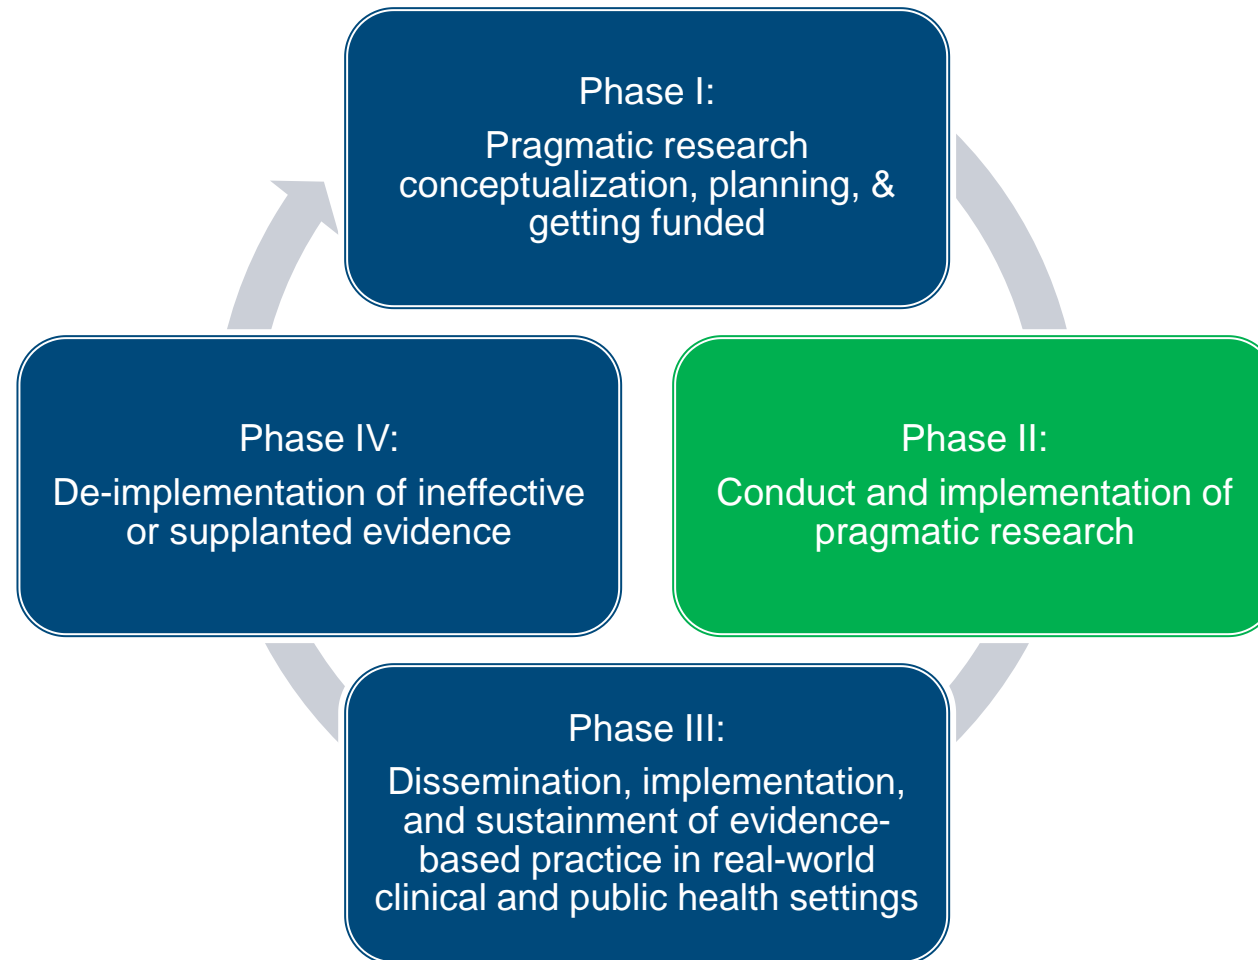 Phase I:
Pragmatic research
conceptualization, planning, &
getting funded
Phase II:
Conduct and implementation of
pragmatic research
Phase III:
Dissemination, implementation,
and sustainment of evidence-
based practice in real-world
clinical and public health settings
Phase IV:
De-implementation of ineffective
or supplanted evidence